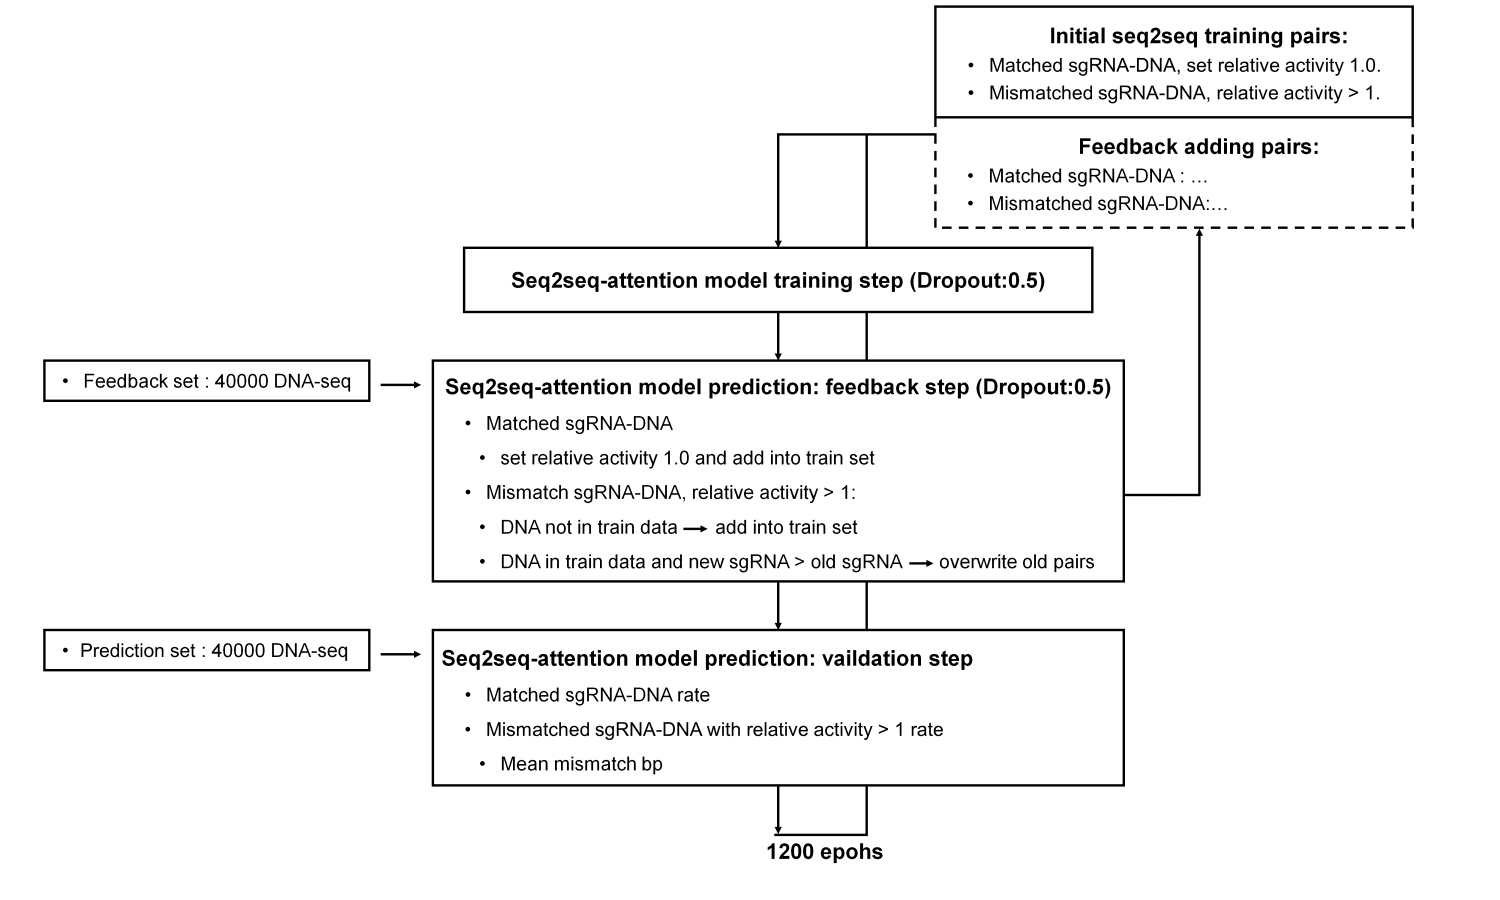 Initial seq2seq training pairs:
• Matched sgRNA-DNA, set relative activity 1.0.
• Mismatched sgRNA-DNA, relative activity > 1.
Feedback adding pairs:
• Matched sgRNA-DNA : …
• Mismatched sgRNA-DNA:…
Seq2seq-attention model training step (Dropout:0.5)
• Feedback set : 40000 DNA-seq
Seq2seq-attention model prediction: feedback step (Dropout:0.5)
• Matched sgRNA-DNA
• set relative activity 1.0 and add into train set
• Mismatch sgRNA-DNA, relative activity > 1:
• DNA not in train data → add into train set
• DNA in train data and new sgRNA > old sgRNA → overwrite old pairs
• Prediction set : 40000 DNA-seq
Seq2seq-attention model prediction: vaildation step
• Matched sgRNA-DNA rate
• Mismatched sgRNA-DNA with relative activity > 1 rate
• Mean mismatch bp
1200 epohs